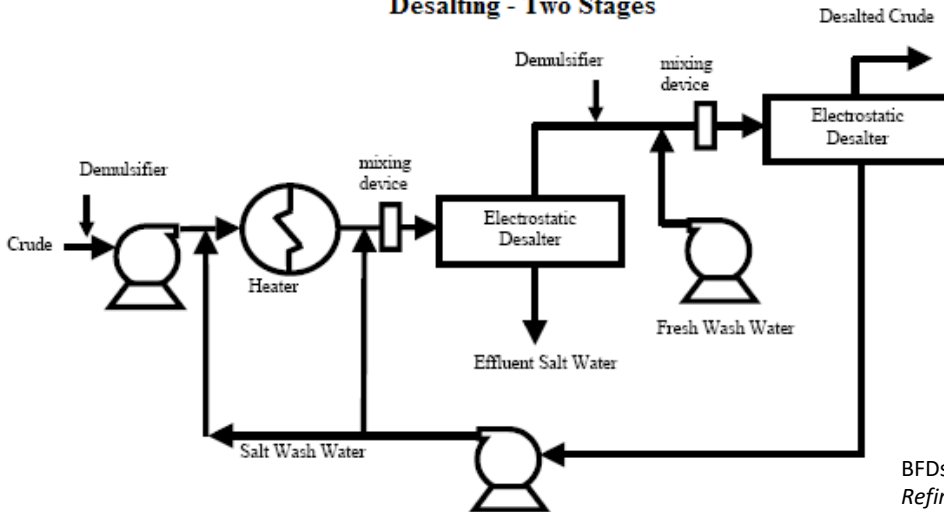 Desalting - Two Stages
Desalted Crude
Demulsifier
mixing
device
Electrostatic
Desalter
Demulsifier
mixing
device
Crude
Electrostatic
Desalter
Heater
Fresh Wash Water
Effluent Salt Water
Salt Wash Water
BFDs
Refin